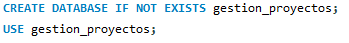 CREATE DATABASE IF NOT EXISTS gestion_proyectos;
USE gestion_proyectos;